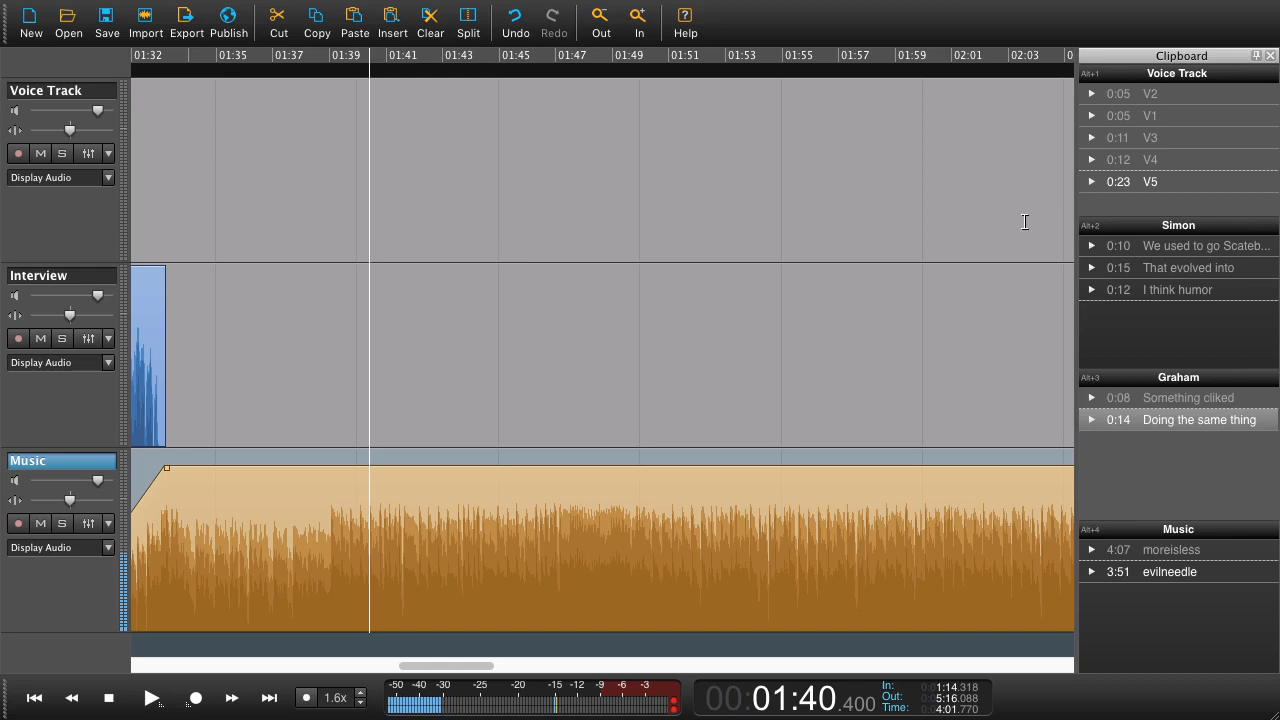 New Open Save Import Export Publish Cut Copy Paste Insert Clear Split Undo Redo Out In Help
01:32 01:35 01:37 01:39 01:41 01:43 01:45 01:47 01:49 01:51 01:53 01:55 01:57 01:59 02:01 02:03 0
Clipboard
Alt+1 Voice Track
0:05 V2
0:05 V1
0:11 V3
0:12 V4
0:23 V5
Alt+2 Simon
0:10 We used to go Scateb...
0:15 That evolved into
0:12 I think humor
Alt+3 Graham
0:08 Something cliked
0:14 Doing the same thing
Alt+4 Music
4:07 moreisless
3:51 evilneedle
Voice Track
M S
Display Audio
Interview
M S
Display Audio
Music
M S
Display Audio
1.6x
-50 -40 -30 -25 -20 -15 -12 -9 -6 -3
00:01:40.400
In: 0:01:14.318
Out: 0:05:16.088
Time: 0:04:01.770